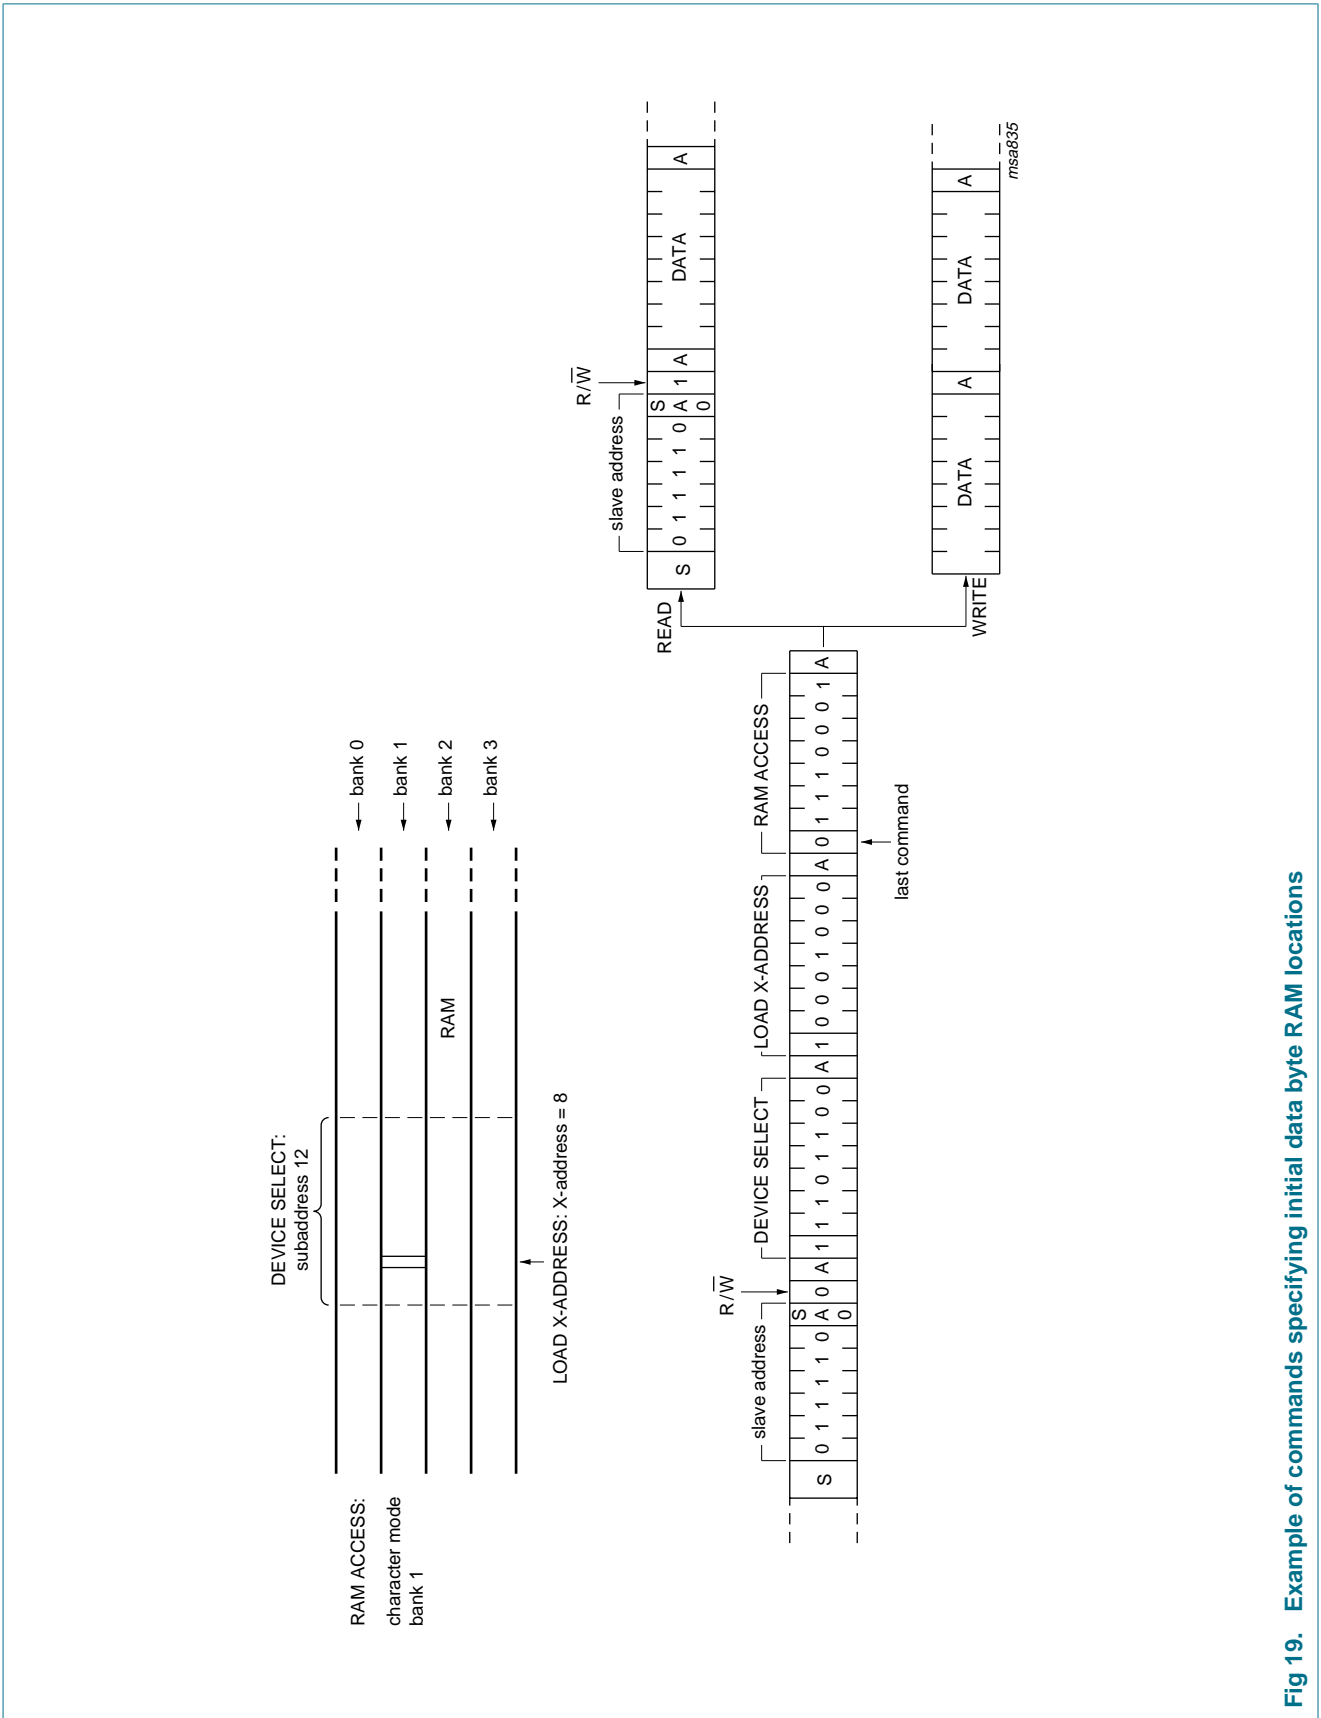 DEVICE SELECT:
subaddress 12
RAM ACCESS:
character mode
bank 1
bank 0
bank 1
bank 2
bank 3
RAM
LOAD X-ADDRESS: X-address = 8
R/W
slave address
READ
S 0 1 1 1 1 0 S A 0 1 A DATA A
R/W
slave address
DEVICE SELECT
LOAD X-ADDRESS
RAM ACCESS
S 0 1 1 1 1 0 S A 0 0 A 1 1 1 0 1 1 0 0 A 1 0 0 0 1 0 0 0 A 0 1 1 1 0 0 0 1 A
last command
WRITE
DATA A DATA A
msa835
Fig 19. Example of commands specifying initial data byte RAM locations